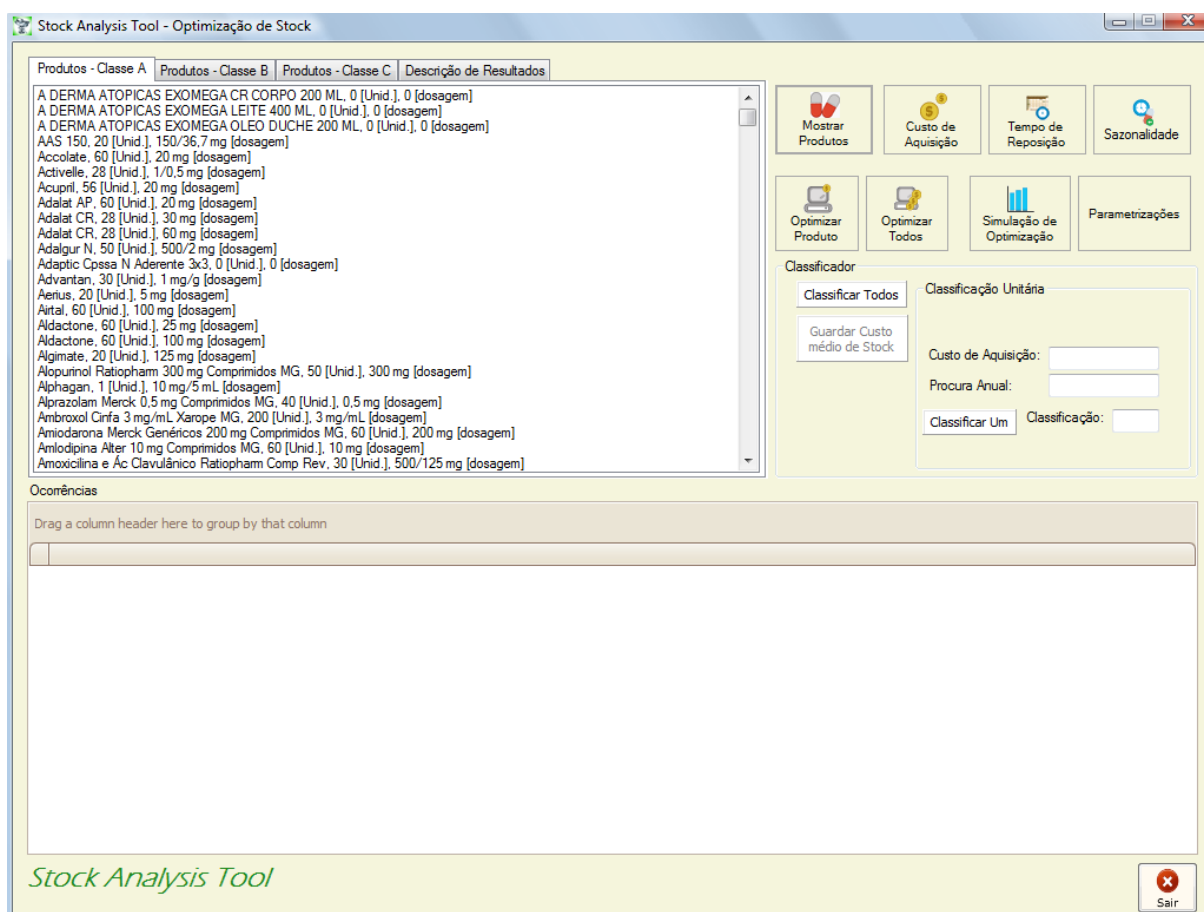 Stock Analysis Tool - Optimização de Stock
Produtos - Classe A
Produtos - Classe B
Produtos - Classe C
Descrição de Resultados
A DERMA ATOPICAS EXOMEGA CR CORPO 200 ML, 0 [Unid.], 0 [dosagem]
A DERMA ATOPICAS EXOMEGA LEITE 400 ML, 0 [Unid.], 0 [dosagem]
A DERMA ATOPICAS EXOMEGA OLEO DUCHE 200 ML, 0 [Unid.], 0 [dosagem]
AAS 150, 20 [Unid.], 150/36,7 mg [dosagem]
Accolate, 60 [Unid.], 20 mg [dosagem]
Activelle, 28 [Unid.], 1/0,5 mg [dosagem]
Acupril, 56 [Unid.], 20 mg [dosagem]
Adalat AP, 60 [Unid.], 20 mg [dosagem]
Adalat CR, 28 [Unid.], 30 mg [dosagem]
Adalat CR, 28 [Unid.], 60 mg [dosagem]
Adalgur N, 50 [Unid.], 500/2 mg [dosagem]
Adaptic Cpssa N Aderente 3x3, 0 [Unid.], 0 [dosagem]
Advantan, 30 [Unid.], 1 mg/g [dosagem]
Aerius, 20 [Unid.], 5 mg [dosagem]
Airtal, 60 [Unid.], 100 mg [dosagem]
Aldactone, 60 [Unid.], 25 mg [dosagem]
Aldactone, 60 [Unid.], 100 mg [dosagem]
Algimate, 20 [Unid.], 125 mg [dosagem]
Alopurinol Ratiopharm 300 mg Comprimidos MG, 50 [Unid.], 300 mg [dosagem]
Alphagan, 1 [Unid.], 10 mg/5 mL [dosagem]
Alprazolam Merck 0,5 mg Comprimidos MG, 40 [Unid.], 0,5 mg [dosagem]
Ambroxol Cinfa 3 mg/mL Xarope MG, 200 [Unid.], 3 mg/mL [dosagem]
Amiodarona Merck Genéricos 200 mg Comprimidos MG, 60 [Unid.], 200 mg [dosagem]
Amlodipina Alter 10 mg Comprimidos MG, 60 [Unid.], 10 mg [dosagem]
Amoxicilina e Ác Clavulânico Ratiopharm Comp Rev, 30 [Unid.], 500/125 mg [dosagem]
Mostrar
Produtos
Custo de
Aquisição
Tempo de
Reposição
Sazonalidade
Optimizar
Produto
Optimizar
Todos
Simulação de
Optimização
Parametrizações
Classificador
Classificar Todos
Guardar Custo
médio de Stock
Classificação Unitária
Custo de Aquisição:
Procura Anual:
Classificar Um
Classificação:
Ocorrências
Drag a column header here to group by that column
Stock Analysis Tool
Sair